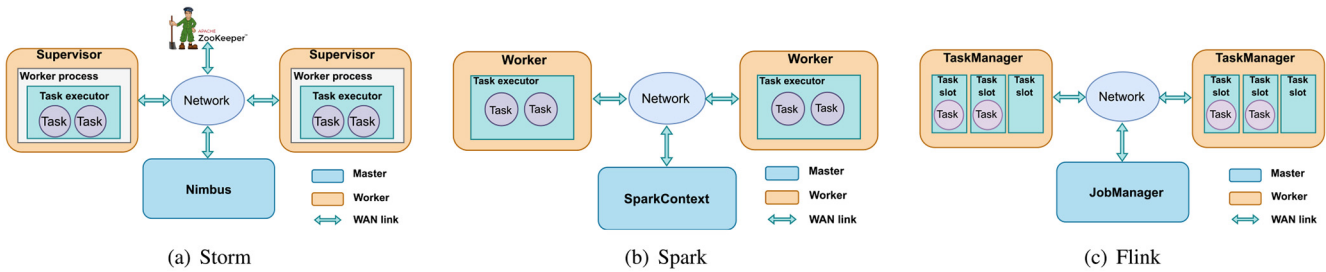 APACHE
ZooKeeper™
Supervisor
Worker process
Task executor
Task Task
Network
Supervisor
Worker process
Task executor
Task Task
Nimbus
Master
Worker
WAN link
(a) Storm
Worker
Task executor
Task Task
Network
Worker
Task executor
Task Task
SparkContext
Master
Worker
WAN link
(b) Spark
TaskManager
Task slot
Task slot
Task slot
Task Task
Network
TaskManager
Task slot
Task slot
Task slot
Task Task
JobManager
Master
Worker
WAN link
(c) Flink